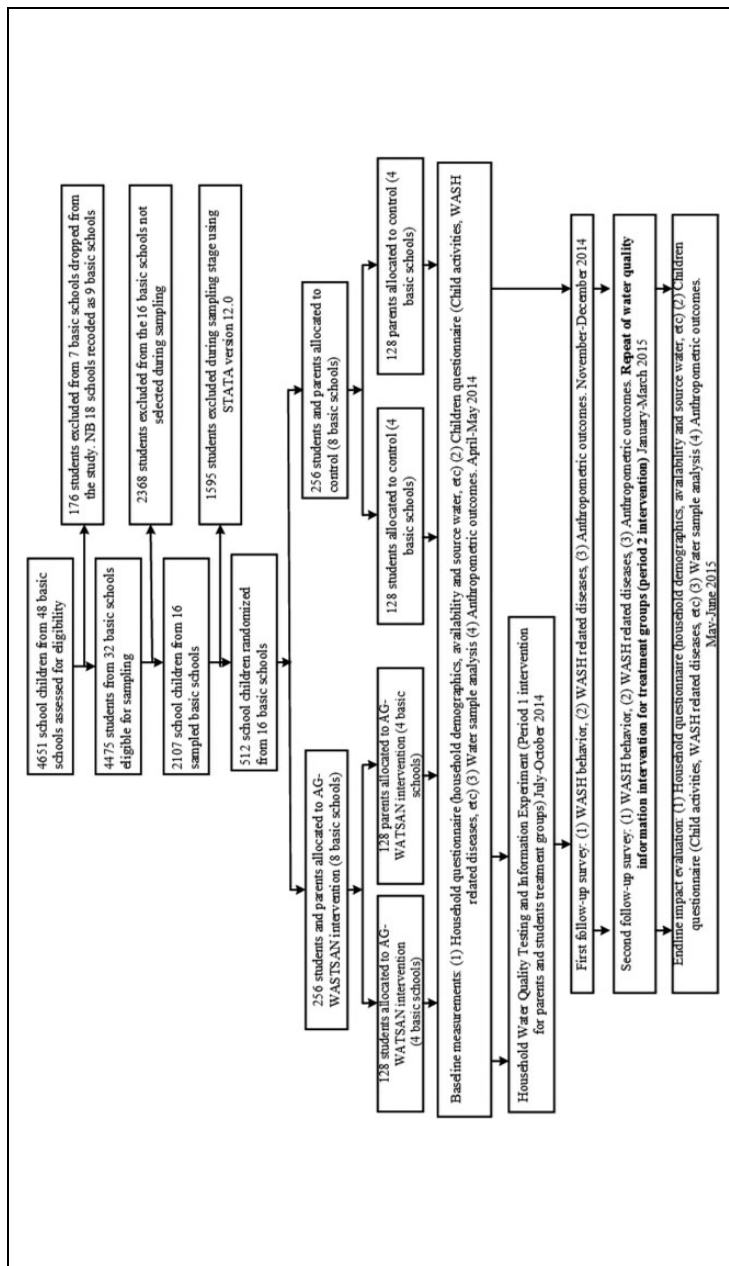 4651 school children from 48 basic
schools assessed for eligibility
176 students excluded from 7 basic schools dropped from
the study. NB 18 schools recoded as 9 basic schools
4475 students from 32 basic schools
eligible for sampling
2368 students excluded from the 16 basic schools not
selected during sampling
2107 school children from 16
sampled basic schools
1595 students excluded during sampling stage using
STATA version 12.0
512 school children randomized
from 16 basic schools
256 students and parents allocated to AG-
WASTSAN intervention (8 basic schools)
256 students and parents allocated to
control (8 basic schools)
128 students allocated to AG-
WATSAN intervention
(4 basic schools)
128 parents allocated to AG-
WATSAN intervention (4 basic
schools)
128 students allocated to control (4
basic schools)
128 parents allocated to control (4
basic schools)
Baseline measurements: (1) Household questionnaire (household demographics, availability and source water, etc) (2) Children questionnaire (Child activities, WASH
related diseases, etc) (3) Water sample analysis (4) Anthropometric outcomes. April-May 2014
Household Water Quality Testing and Information Experiment (Period 1 intervention
for parents and students treatment groups) July-October 2014
First follow-up survey: (1) WASH behavior, (2) WASH related diseases, (3) Anthropometric outcomes. November-December 2014
Second follow-up survey: (1) WASH behavior, (2) WASH related diseases, (3) Anthropometric outcomes. Repeat of water quality
information intervention for treatment groups (period 2 intervention) January-March 2015
Endline impact evaluation: (1) Household questionnaire (household demographics, availability and source water, etc) (2) Children
questionnaire (Child activities, WASH related diseases, etc) (3) Water sample analysis (4) Anthropometric outcomes.
May-June 2015